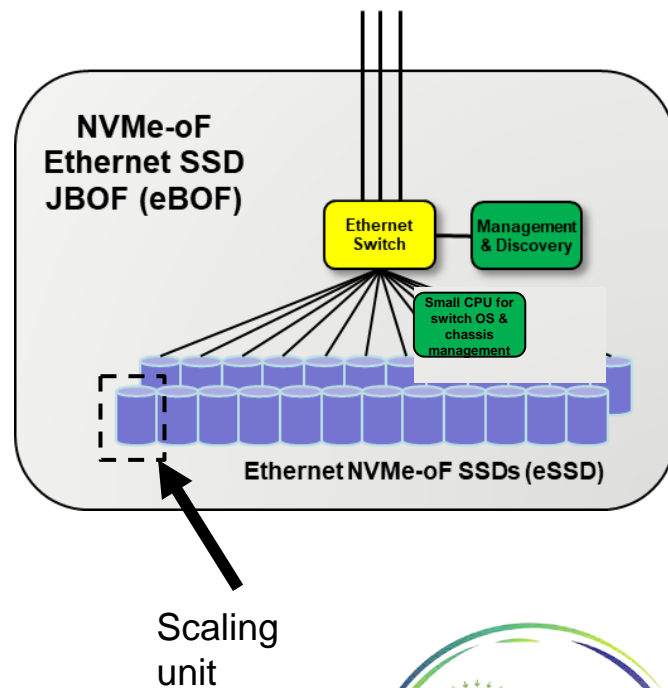 NVMe-oF
Ethernet SSD
JBOF (eBOF)
Ethernet
Switch
Management
& Discovery
Small CPU for
switch OS &
chassis
management
Ethernet NVMe-oF SSDs (eSSD)
Scaling
unit